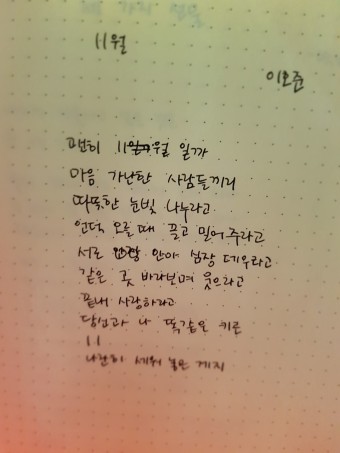 11월
이호준
괜히 11월 일까
마음 가난한 사람들끼리
따뜻한 눈빛 나누라고
언덕 오를 때 끌고 밀어주라고
서로 안아 심장 데우라고
같은 곳 바라보며 웃으라고
끝내 사랑하라고
당신과 나 똑같은 키로
11
나란히 세워 놓은 게지